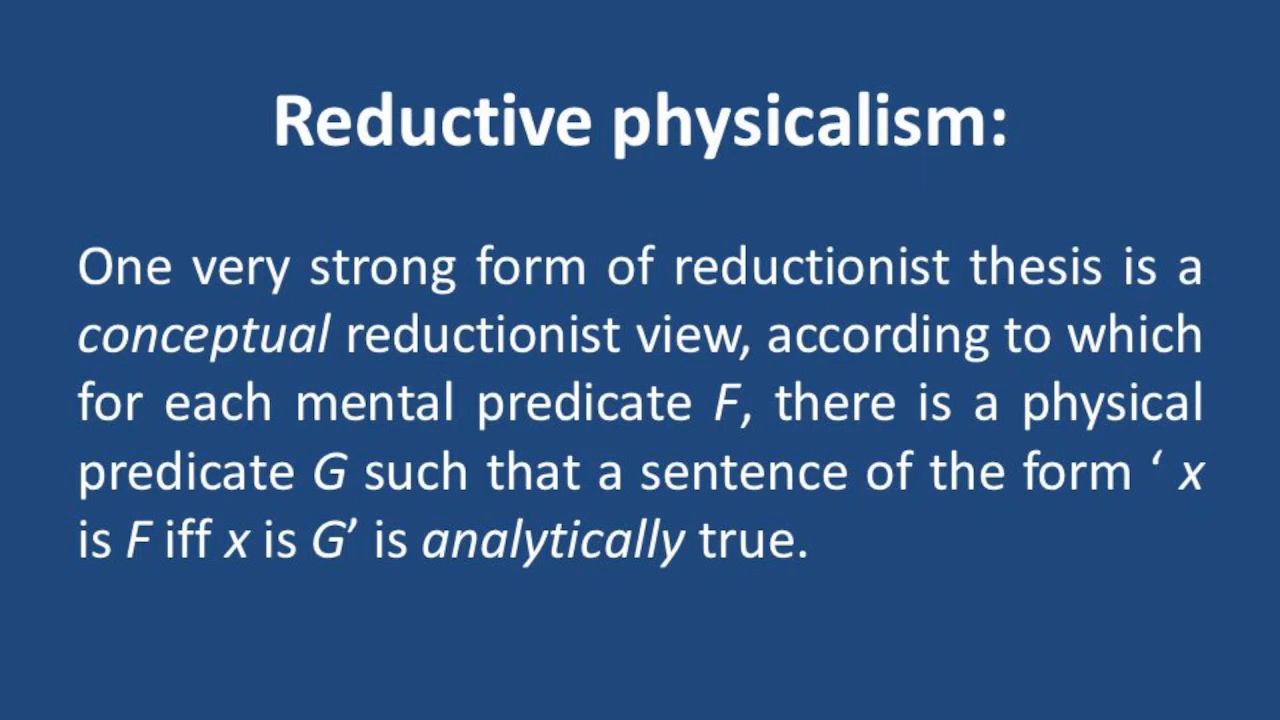 Reductive physicalism:
One very strong form of reductionist thesis is a
conceptual reductionist view, according to which
for each mental predicate F, there is a physical
predicate G such that a sentence of the form ‘ x
is F iff x is G’ is analytically true.